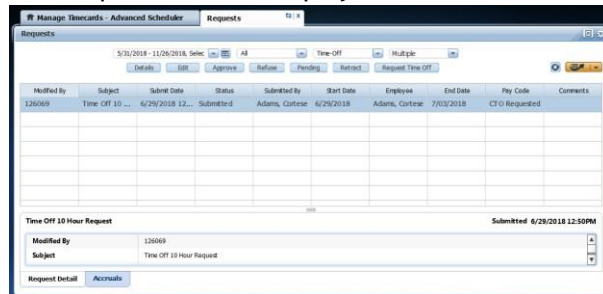 Manage Timecards - Advanced Scheduler Requests
Requests
5/31/2018 - 11/26/2018, Selec All Time-Off Multiple
Details Edit Approve Refuse Pending Retract Request Time Off
Modified By Subject Submit Date Status Submitted By Start Date Employee End Date Pay Code Comments
126069 Time Off 10 ... 6/29/2018 12... Submitted Adams, Cortese 6/29/2018 Adams, Cortese 7/03/2018 CTO Requested
Time Off 10 Hour Request Submitted 6/29/2018 12:50PM
Modified By 126069
Subject Time Off 10 Hour Request
Request Detail Accruals